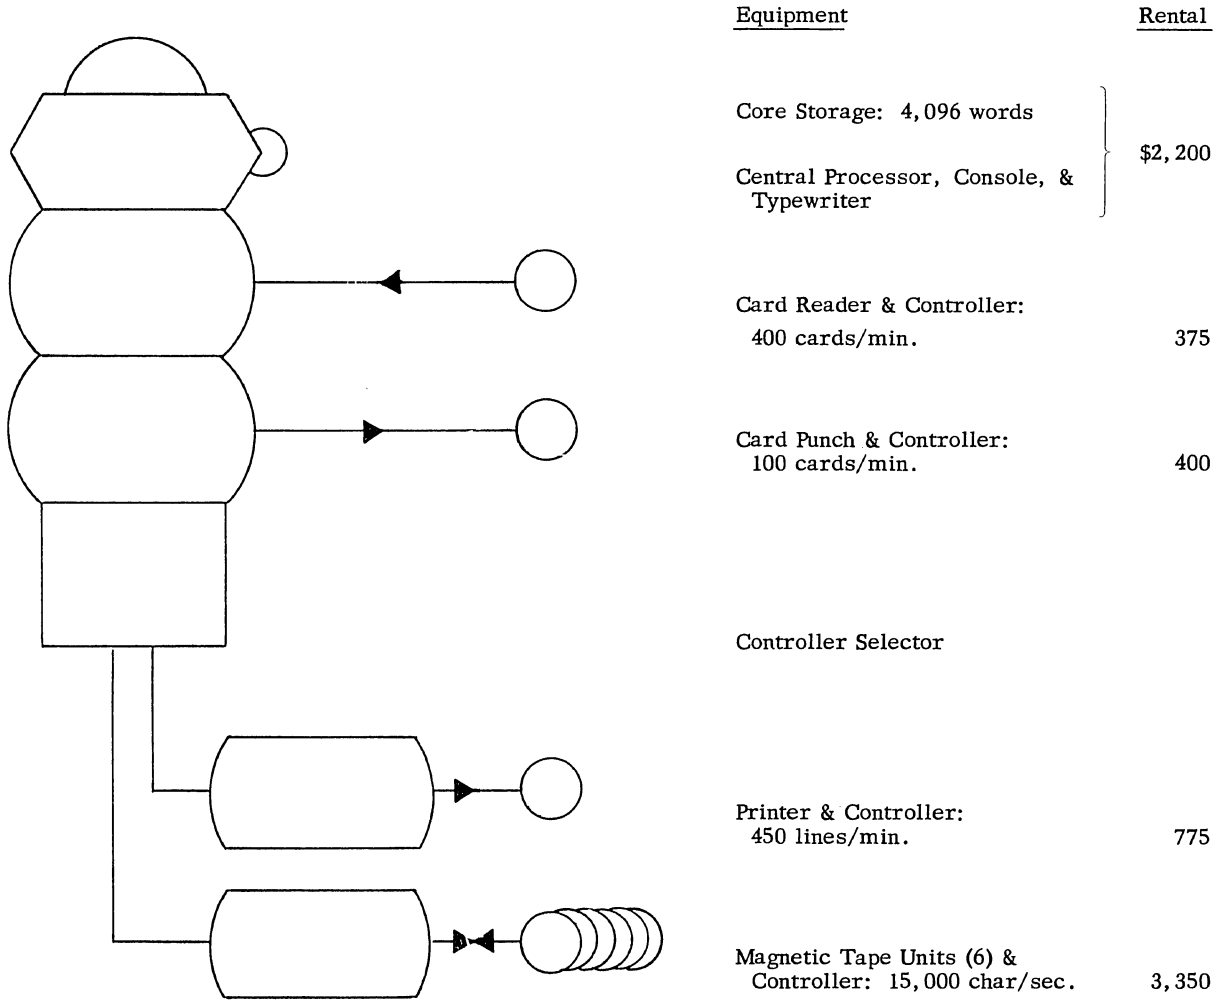 Equipment Rental
Core Storage: 4,096 words
$2,200
Central Processor, Console, &
Typewriter
Card Reader & Controller:
400 cards/min. 375
Card Punch & Controller:
100 cards/min. 400
Controller Selector
Printer & Controller:
450 lines/min. 775
Magnetic Tape Units (6) &
Controller: 15,000 char/sec. 3,350